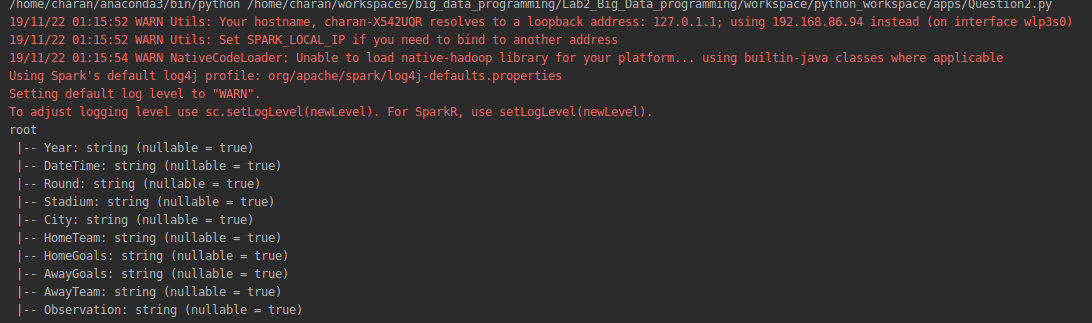 /home/charan/anaconda3/bin/python /home/charan/workspaces/big_data_programming/Lab2_Big_Data_programming/workspace/python_workspace/apps/Question2.py
19/11/22 01:15:52 WARN Utils: Your hostname, charan-X542UQR resolves to a loopback address: 127.0.1.1; using 192.168.86.94 instead (on interface wlp3s0)
19/11/22 01:15:52 WARN Utils: Set SPARK_LOCAL_IP if you need to bind to another address
19/11/22 01:15:54 WARN NativeCodeLoader: Unable to load native-hadoop library for your platform... using builtin-java classes where applicable
Using Spark's default log4j profile: org/apache/spark/log4j-defaults.properties
Setting default log level to "WARN".
To adjust logging level use sc.setLogLevel(newLevel). For SparkR, use setLogLevel(newLevel).
root
 |-- Year: string (nullable = true)
 |-- DateTime: string (nullable = true)
 |-- Round: string (nullable = true)
 |-- Stadium: string (nullable = true)
 |-- City: string (nullable = true)
 |-- HomeTeam: string (nullable = true)
 |-- HomeGoals: string (nullable = true)
 |-- AwayGoals: string (nullable = true)
 |-- AwayTeam: string (nullable = true)
 |-- Observation: string (nullable = true)